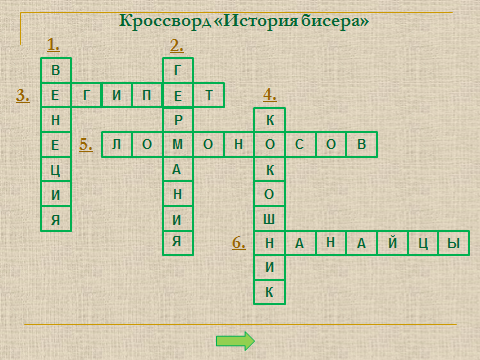 Кроссворд «История бисера»
1. 2.
В Г
3. Е Г И П Е Т 4.
Н Р К
Е 5. Л О М О Н О С О В
Ц А К
И Н О
Я И Ш
Я 6. Н А Н А Й Ц Ы
И
К